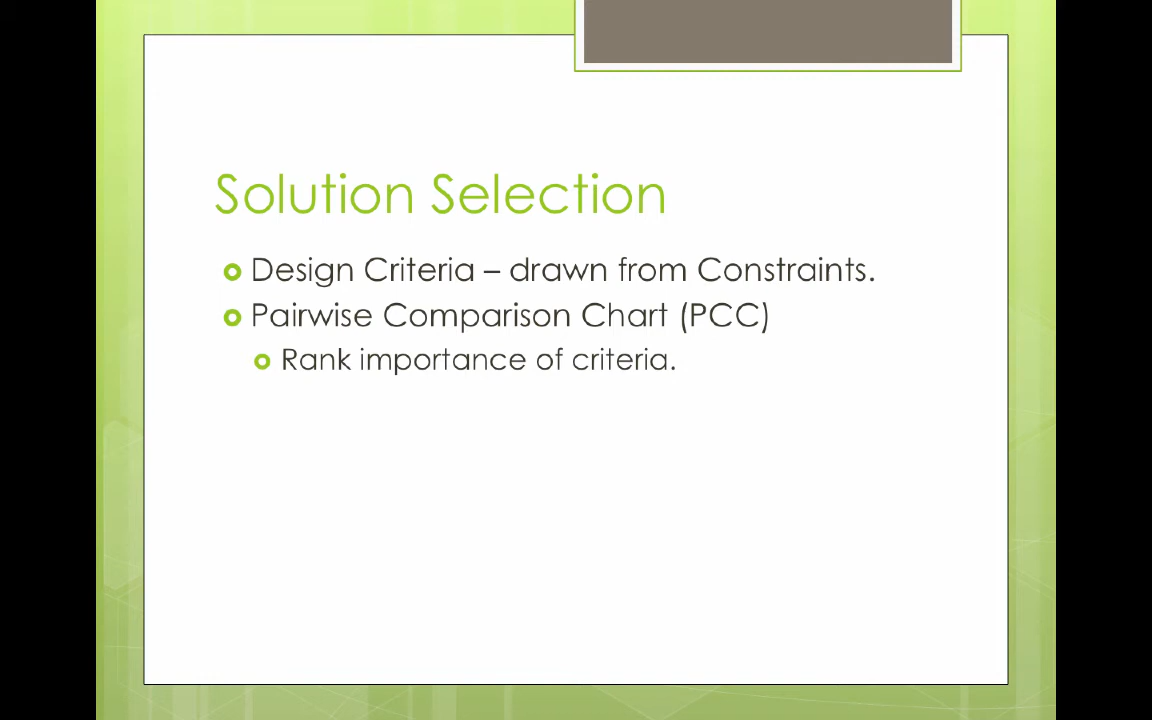 Solution Selection
Design Criteria – drawn from Constraints.
Pairwise Comparison Chart (PCC)
Rank importance of criteria.